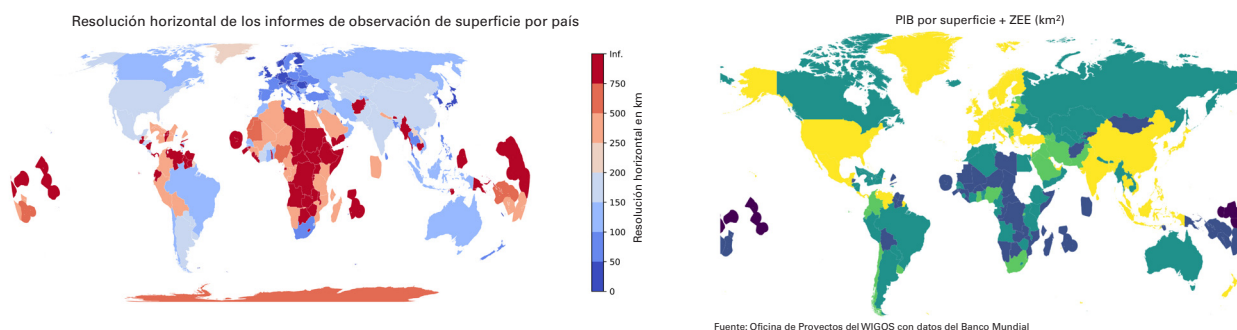 Resolución horizontal de los informes de observación de superficie por país
Inf.
750
500
250
200
150
100
50
0
Resolución horizontal en km
PIB por superficie + ZEE (km²)
Fuente: Oficina de Proyectos del WIGOS con datos del Banco Mundial